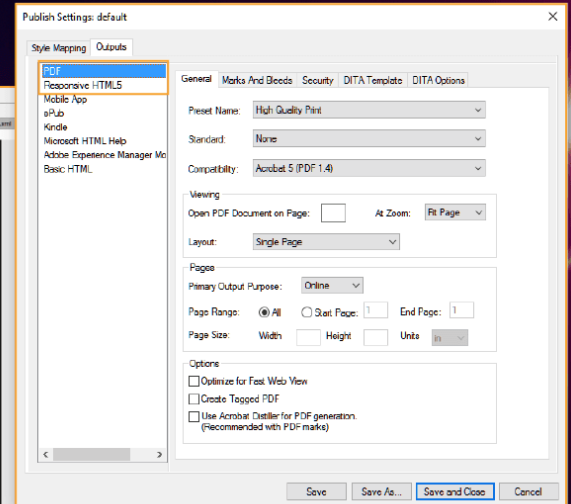 Publish Settings: default
Style Mapping Outputs
PDF
Responsive HTML5
Mobile App
ePub
Kindle
Microsoft HTML Help
Adobe Experience Manager Mo
Basic HTML
General Marks And Bleeds Security DITA Template DITA Options
Preset Name: High Quality Print
Standard: None
Compatibility: Acrobat 5 (PDF 1.4)
Viewing
Open PDF Document on Page: At Zoom: Fit Page
Layout: Single Page
Pages
Primary Output Purpose: Online
Page Range: All Start Page: 1 End Page: 1
Page Size: Width Height Units in
Options
Optimize for Fast Web View
Create Tagged PDF
Use Acrobat Distiller for PDF generation.
(Recommended with PDF marks)
Save Save As... Save and Close Cancel